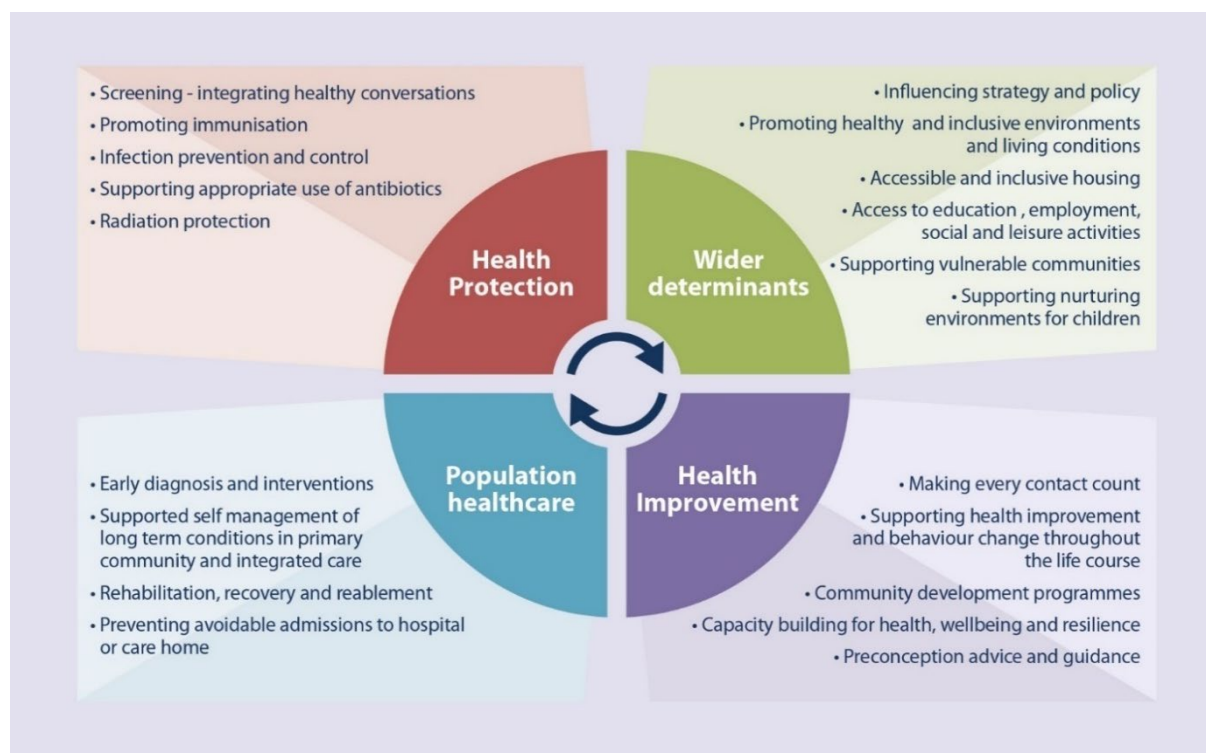 • Screening - integrating healthy conversations
• Promoting immunisation
• Infection prevention and control
• Supporting appropriate use of antibiotics
• Radiation protection
Health
Protection
• Influencing strategy and policy
• Promoting healthy and inclusive environments
and living conditions
• Accessible and inclusive housing
• Access to education , employment,
social and leisure activities
• Supporting vulnerable communities
• Supporting nurturing
environments for children
Wider
determinants
Population
healthcare
• Early diagnosis and interventions
• Supported self management of
long term conditions in primary
community and integrated care
• Rehabilitation, recovery and reablement
• Preventing avoidable admissions to hospital
or care home
Health
Improvement
• Making every contact count
• Supporting health improvement
and behaviour change throughout
the life course
• Community development programmes
• Capacity building for health, wellbeing and resilience
• Preconception advice and guidance